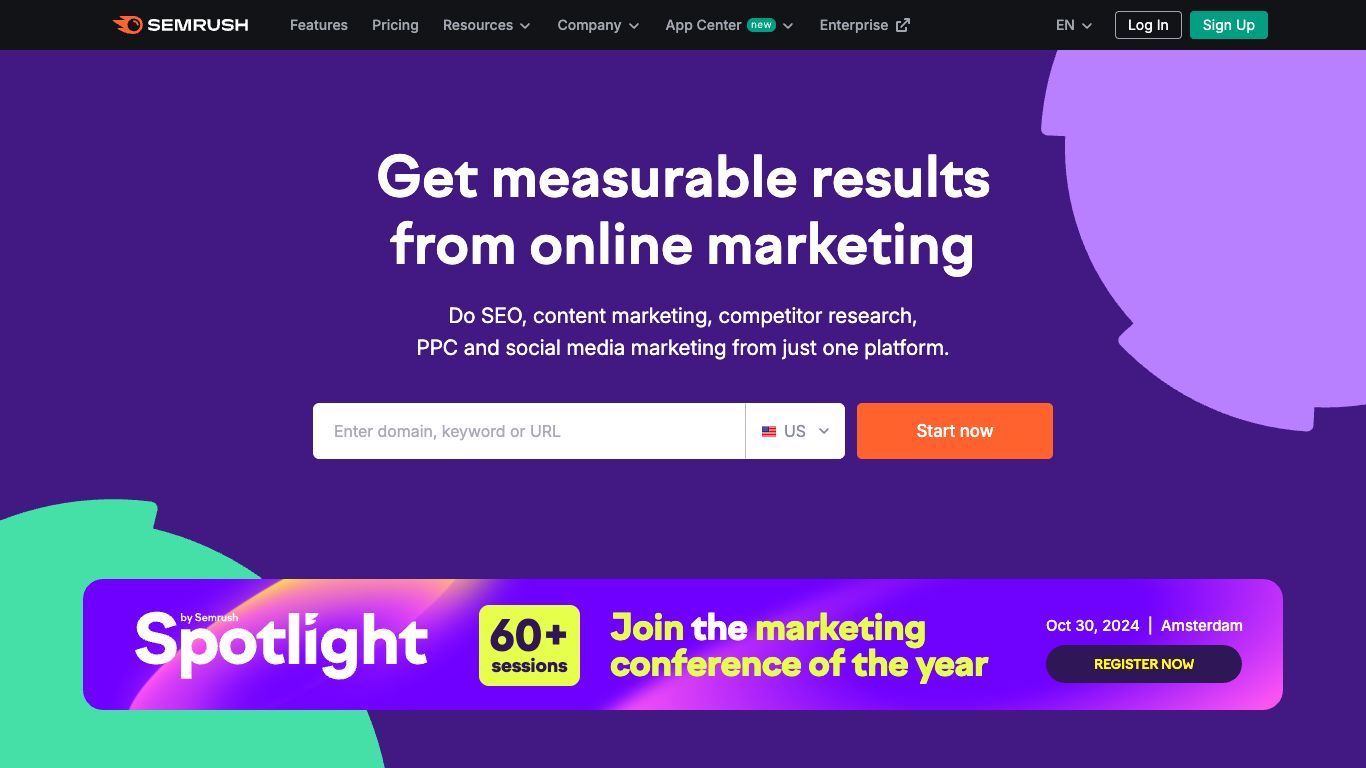 SEMRUSH Features Pricing Resources Company App Center new Enterprise EN Log In Sign Up
Get measurable results
from online marketing
Do SEO, content marketing, competitor research,
PPC and social media marketing from just one platform.
Enter domain, keyword or URL US Start now
by Semrush
Spotlight
60+
sessions
Join the marketing
conference of the year
Oct 30, 2024 | Amsterdam
REGISTER NOW